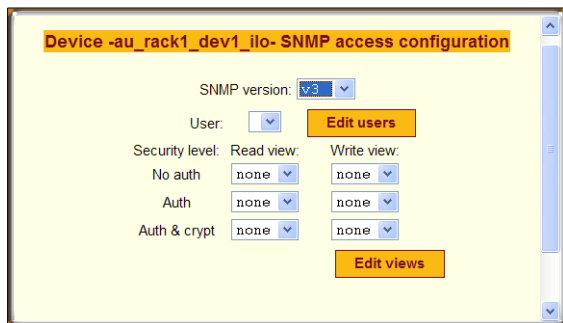 Device -au_rack1_dev1_ilo- SNMP access configuration
SNMP version: v3
User: Edit users
Security level: Read view: Write view:
No auth none none
Auth none none
Auth & crypt none none
Edit views